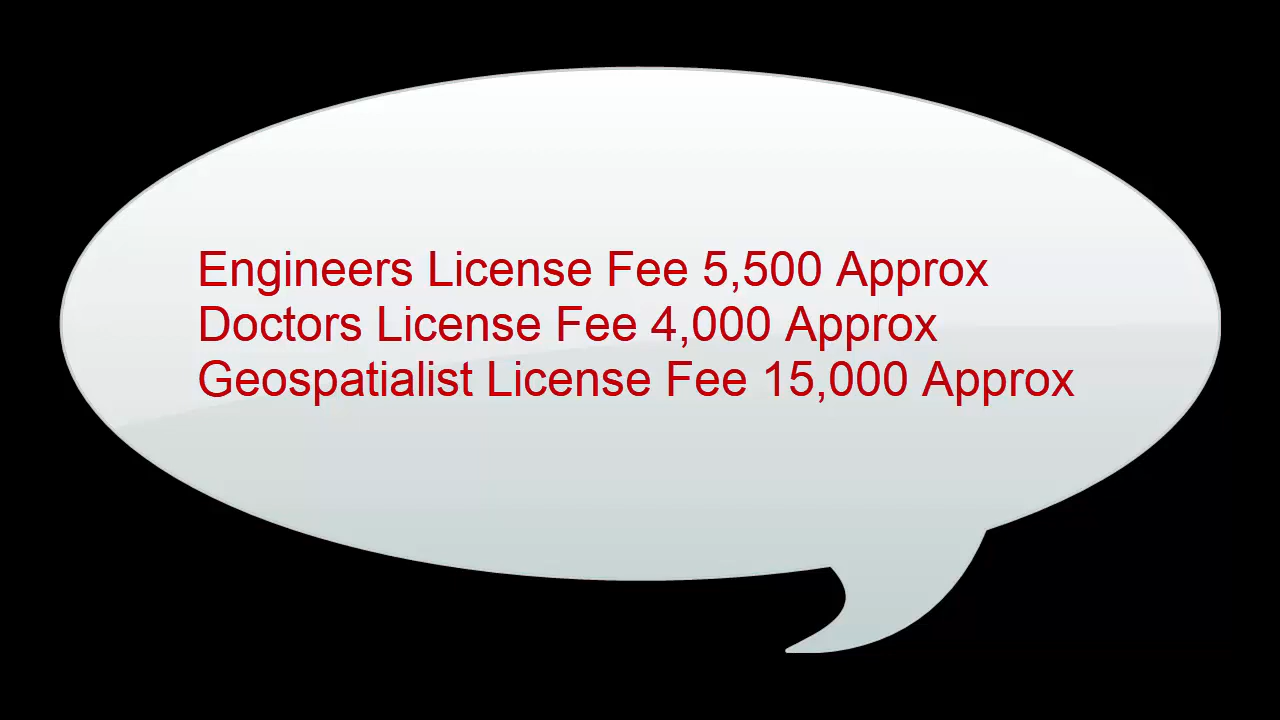 Engineers License Fee 5,500 Approx
Doctors License Fee 4,000 Approx
Geospatialist License Fee 15,000 Approx